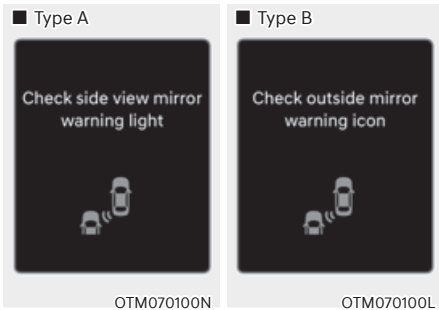 ■ Type A
Check side view mirror
warning light
OTM070100N
■ Type B
Check outside mirror
warning icon
OTM070100L